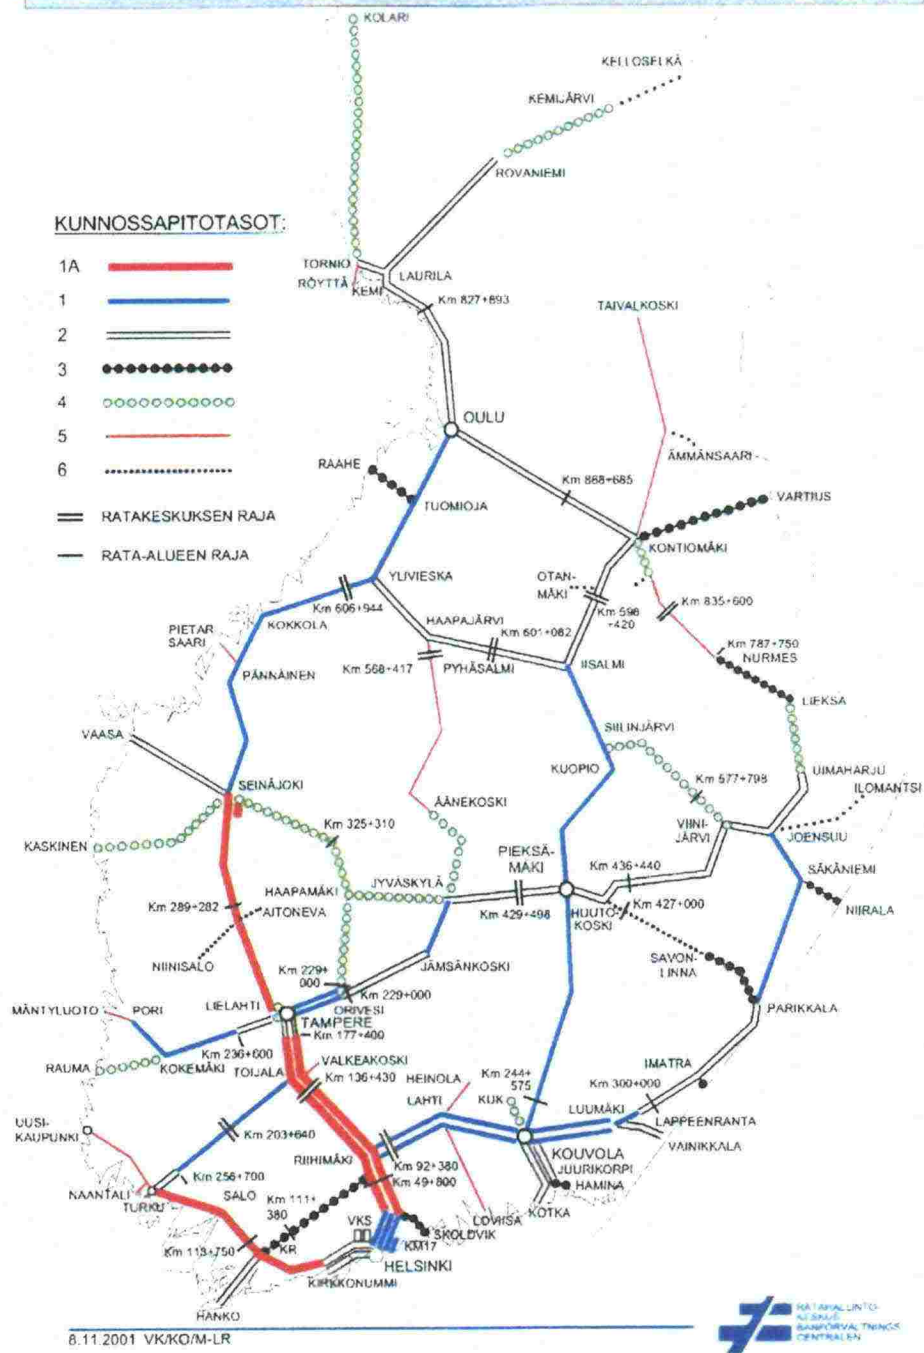 KOLARI
KELLOSELKÄ
KEMIJÄRVI
ROVANIEMI
KUNNOSSAPITOTASOT:
1A
1
2
3
4
5
6
RATAKESKUKSEN RAJA
RATA-ALUEEN RAJA
TORNIO
RÖYTTÄ
KEMI
LAURILA
Km 827+893
TAIVALKOSKI
OULU
ÄMMÄNSAARI
RAAHE
Km 868+685
VARTIUS
TUOMIOJA
KONTIOMÄKI
YLIVIESKA
OTAN-
MÄKI
Km 606+944
Km 598
+420
Km 835+600
KOKKOLA
HAAPAJÄRVI
Km 601+082
PIETAR
SAARI
Km 787+750
NURMES
Km 568+417
PYHÄSALMI
IISALMI
PÄNNÄINEN
LIEKSA
VAASA
SIILINJÄRVI
KUOPIO
Km 577+798
UIMAHARJU
ILOMANTSI
SEINÄJOKI
ÄÄNEKOSKI
Km 325+310
VIINI-
JÄRVI
JOENSUU
KASKINEN
PIEKSÄ-
MÄKI
Km 436+440
SÄKÄNIEMI
HAAPAMÄKI
JYVÄSKYLÄ
Km 289+282
AITONEVA
Km 429+498
HUUTO-
KOSKI
Km 427+000
NIIRALA
NIINISALO
SAVON-
LINNA
Km 229+
000
JÄMSÄNKOSKI
Km 229+000
LIELAHTI
ORIVESI
MÄNTYLUOTO
PORI
PARIKKALA
TAMPERE
Km 177+400
Km 236+600
VALKEAKOSKI
IMATRA
RAUMA
KOKEMÄKI
TOIJALA
Km 136+430
HEINOLA
Km 244+
575
Km 300+000
LAHTI
KUK
LUUMÄKI
LAPPEENRANTA
UUSI-
KAUPUNKI
Km 203+640
VAINIKKALA
RIIHIMÄKI
KOUVOLA
Km 92+380
JUURIKORPI
Km 256+700
Km 49+800
HAMINA
NAANTALI
SALO
Km 111+
380
TURKU
KOTKA
LOVIISA
VKS
SKÖLDVIK
Km 113+750
KR
KM17
HELSINKI
KIRKKONUMMI
HANKO
8.11.2001 VK/KO/M-LR
RATAHALLINTO-
KESKUS
BANFÖRVALTNINGS
CENTRALEN